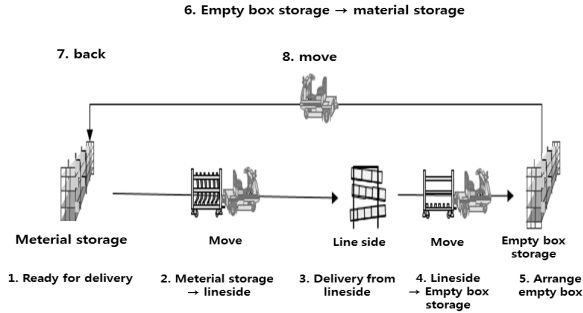 6. Empty box storage → material storage
7. back
8. move
Meterial storage
Move
Line side
Move
Empty box
storage
1. Ready for delivery
2. Meterial storage
→ lineside
3. Delivery from
lineside
4. Lineside
→ Empty box
storage
5. Arrange
empty box